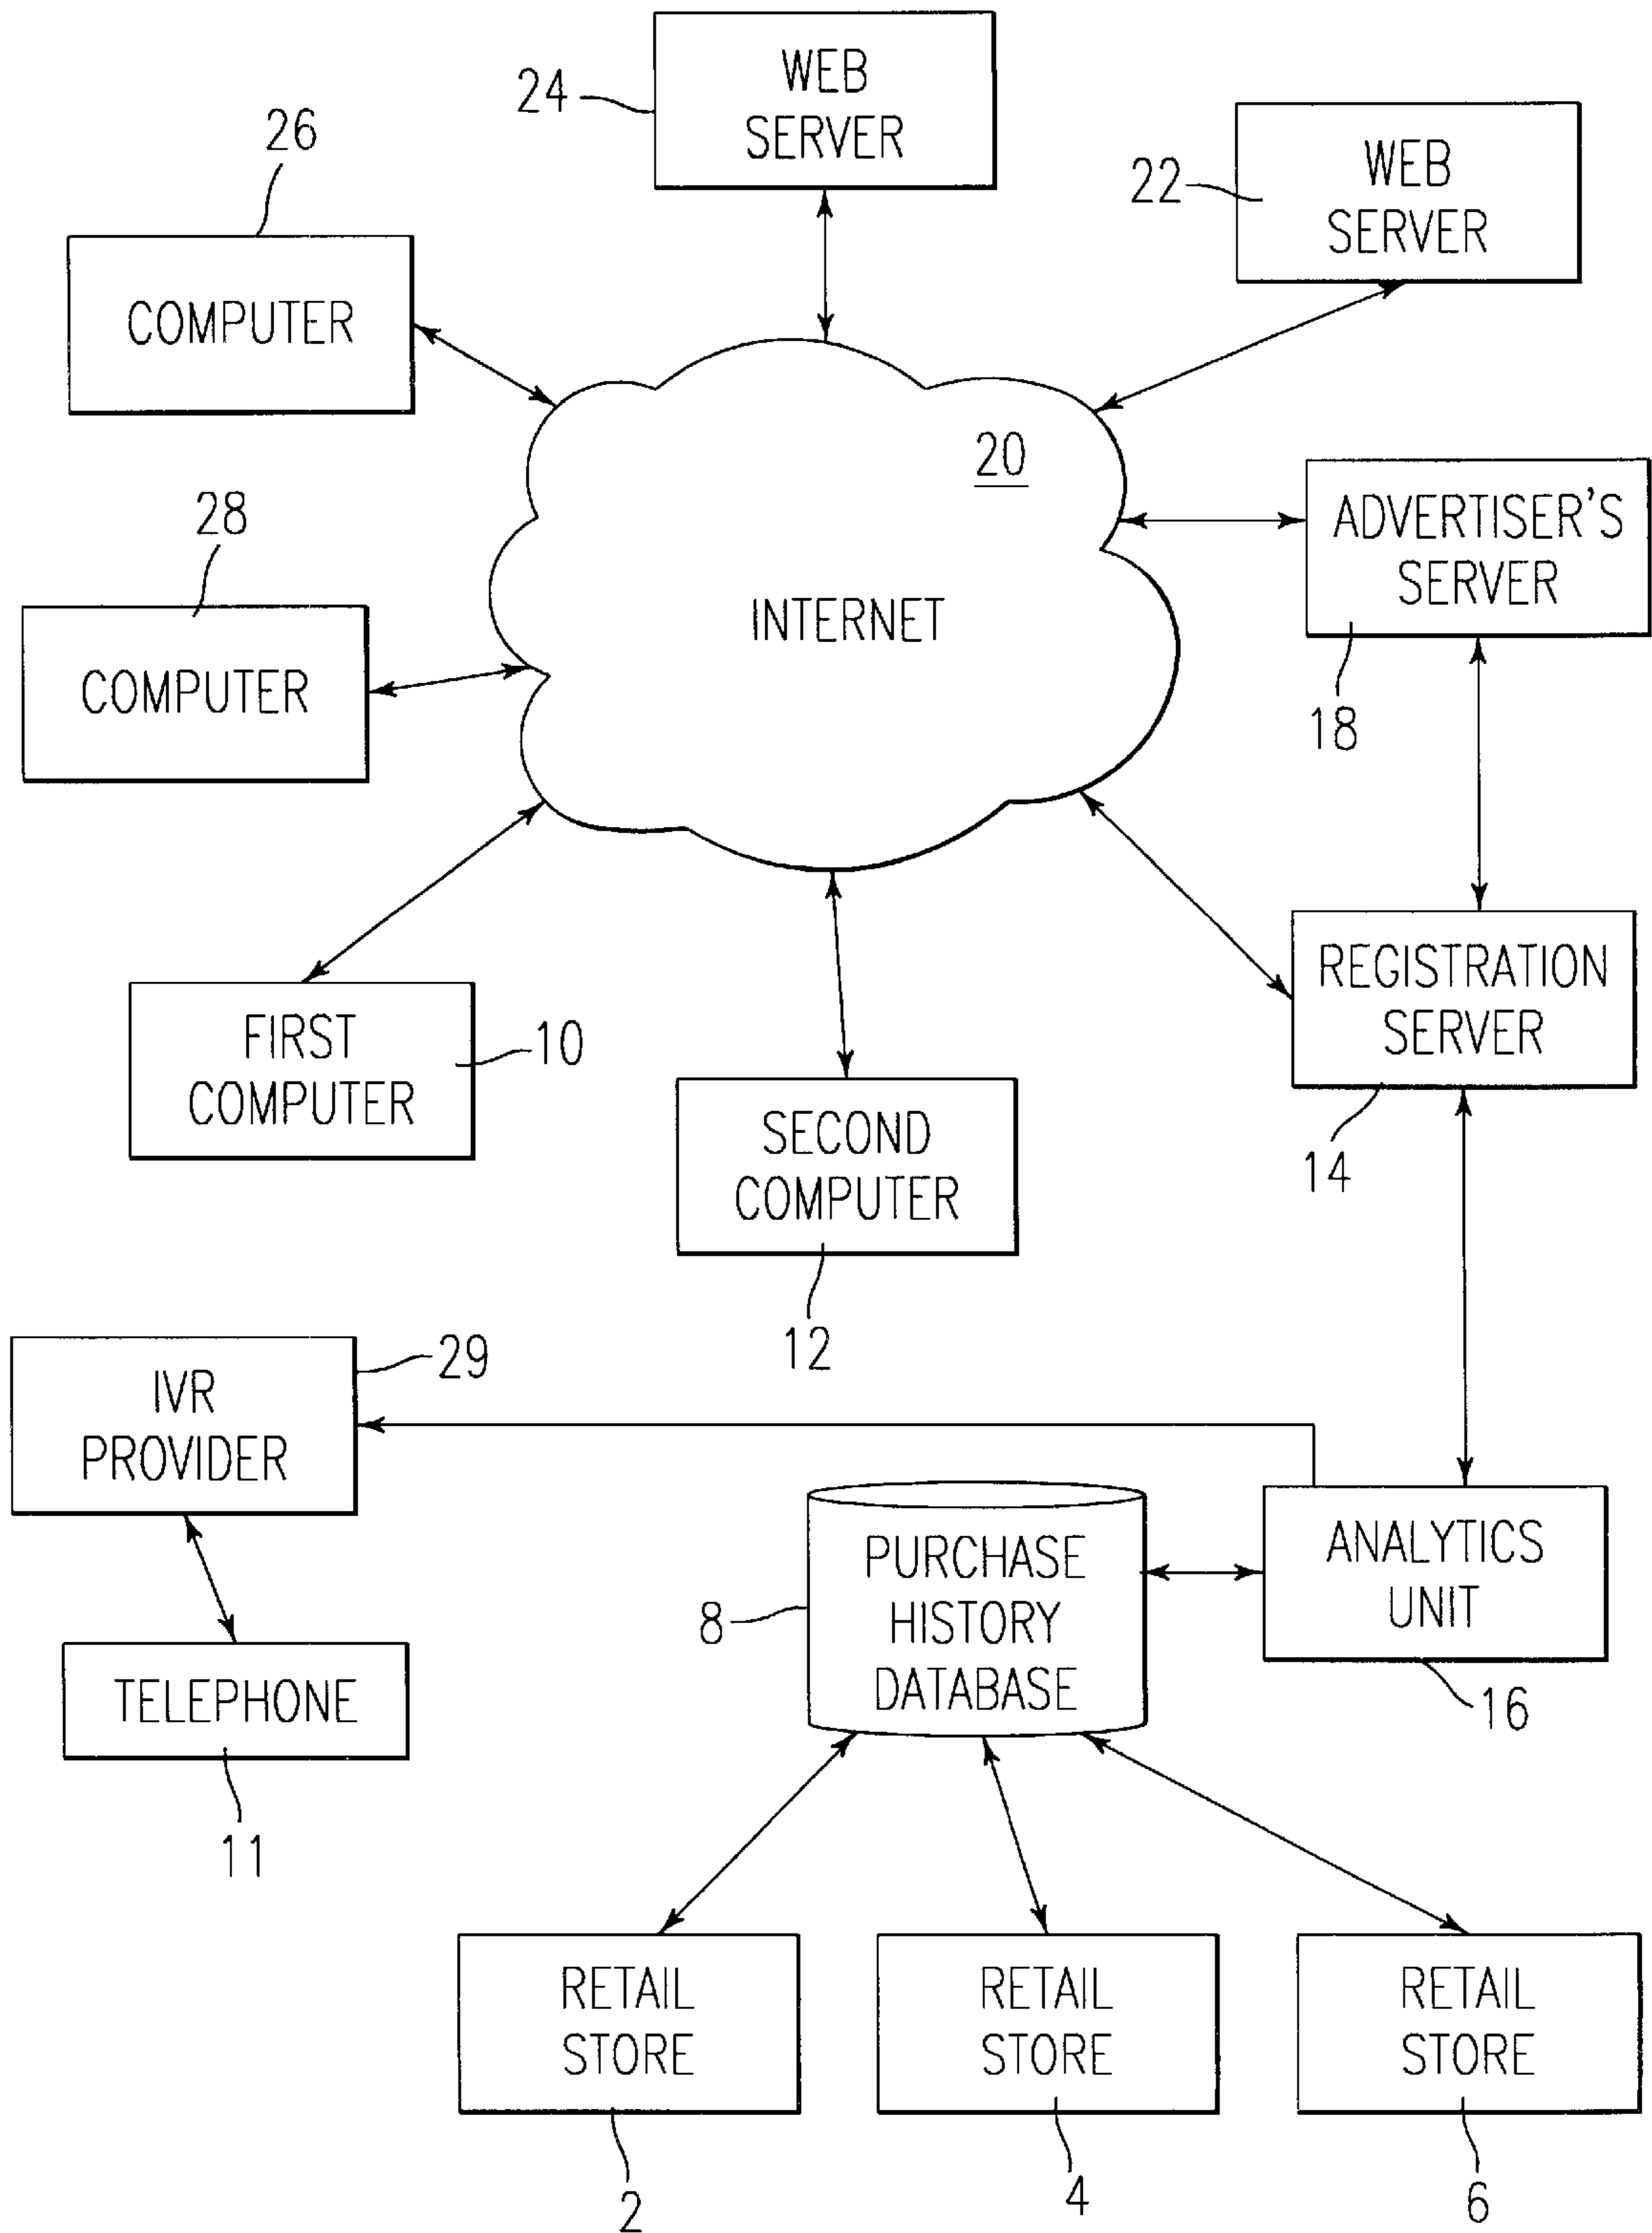 24
WEB
SERVER
26
22
WEB
SERVER
COMPUTER
20
28
ADVERTISER'S
SERVER
INTERNET
COMPUTER
18
REGISTRATION
SERVER
FIRST
COMPUTER
10
SECOND
COMPUTER
14
12
29
IVR
PROVIDER
PURCHASE
HISTORY
DATABASE
8
ANALYTICS
UNIT
TELEPHONE
16
11
RETAIL
STORE
RETAIL
STORE
RETAIL
STORE
2
4
6